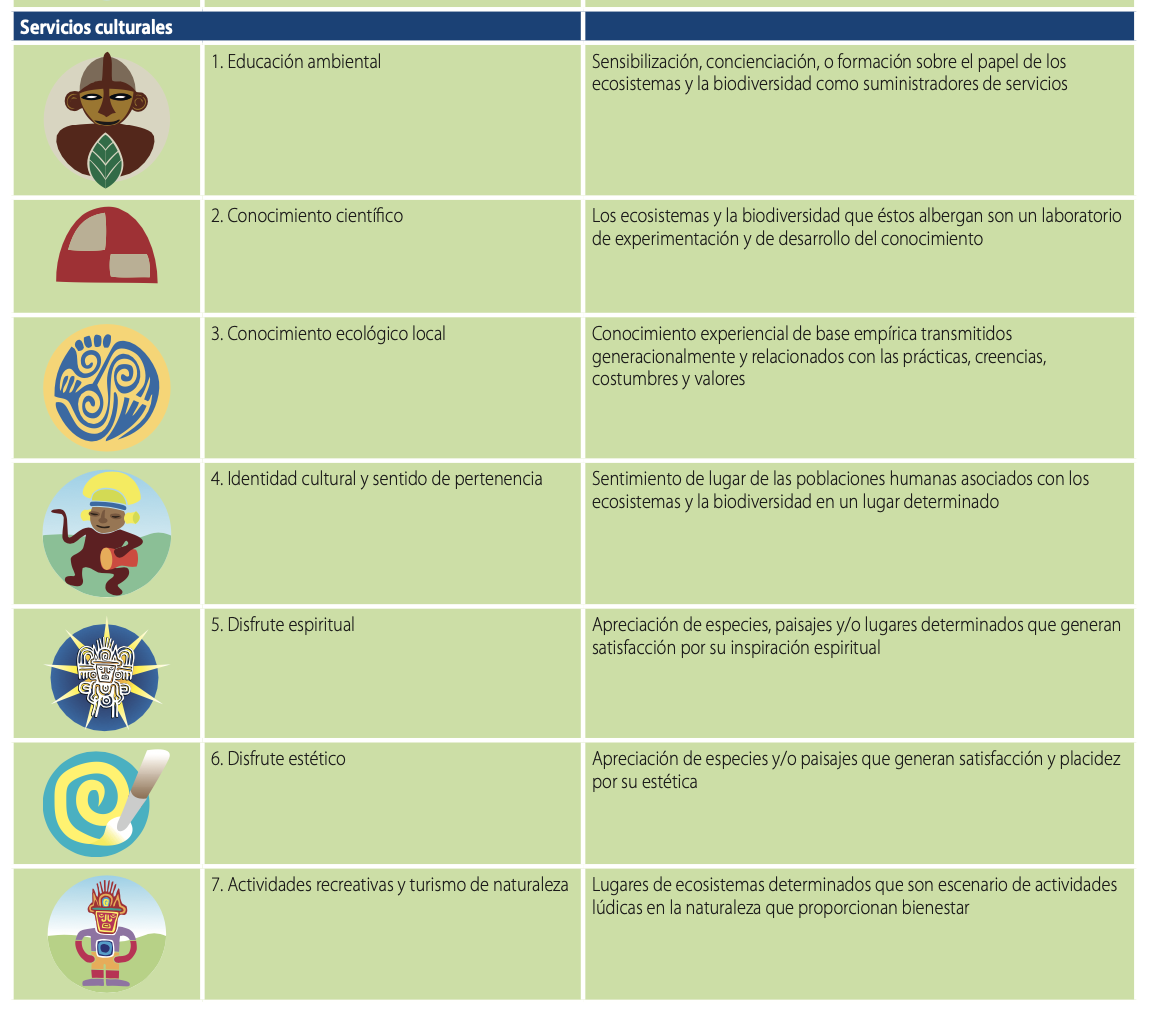 Servicios culturales
1. Educación ambiental
Sensibilización, concienciación, o formación sobre el papel de los
ecosistemas y la biodiversidad como suministradores de servicios
2. Conocimiento científico
Los ecosistemas y la biodiversidad que éstos albergan son un laboratorio
de experimentación y de desarrollo del conocimiento
3. Conocimiento ecológico local
Conocimiento experiencial de base empírica transmitidos
generacionalmente y relacionados con las prácticas, creencias,
costumbres y valores
4. Identidad cultural y sentido de pertenencia
Sentimiento de lugar de las poblaciones humanas asociados con los
ecosistemas y la biodiversidad en un lugar determinado
5. Disfrute espiritual
Apreciación de especies, paisajes y/o lugares determinados que generan
satisfacción por su inspiración espiritual
6. Disfrute estético
Apreciación de especies y/o paisajes que generan satisfacción y placidez
por su estética
7. Actividades recreativas y turismo de naturaleza
Lugares de ecosistemas determinados que son escenario de actividades
lúdicas en la naturaleza que proporcionan bienestar